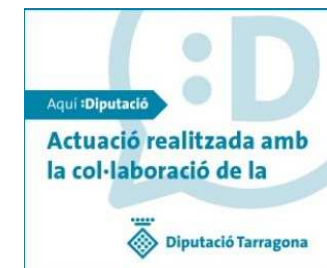 :D
Aquí :Diputació
Actuació realitzada amb
la col·laboració de la
Diputació Tarragona